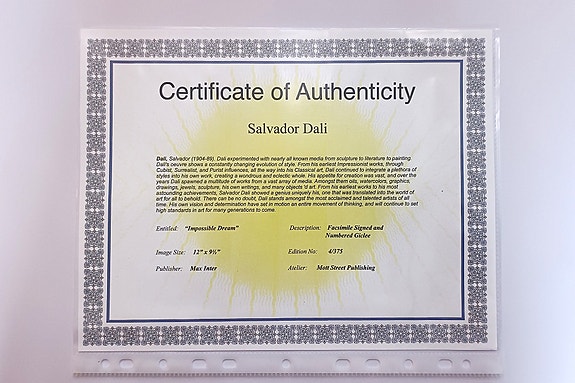 Certificate of Authenticity
Salvador Dali
Dali, Salvador (1904-89). Dali experimented with nearly all known media from sculpture to literature to painting.
Dali's oeuvre shows a constantly changing evolution of style. From his earliest Impressionist works, through
Cubist, Surrealist, and Purist influences, all the way into his Classical art, Dali continued to integrate a plethora of
styles into his own work, creating a wondrous and eclectic whole. His appetite for creation was vast, and over the
years Dali spawned a multitude of works from a vast array of media. Amongst them oils, watercolors, graphics,
drawings, jewels, sculpture, his own writings, and many objects 'd art. From his earliest works to his most
astounding achievements, Salvador Dali showed a genius uniquely his, one that was translated into the world of
art for all to behold. There can be no doubt, Dali stands amongst the most acclaimed and talented artists of all
time. His own vision and determination have set in motion an entire movement of thinking, and will continue to set
high standards in art for many generations to come.
Entitled: "Impossible Dream" Description: Facsimile Signed and
Numbered Giclee
Image Size: 12" x 9½" Edition No: 4/375
Publisher: Max Inter Atelier: Mott Street Publishing